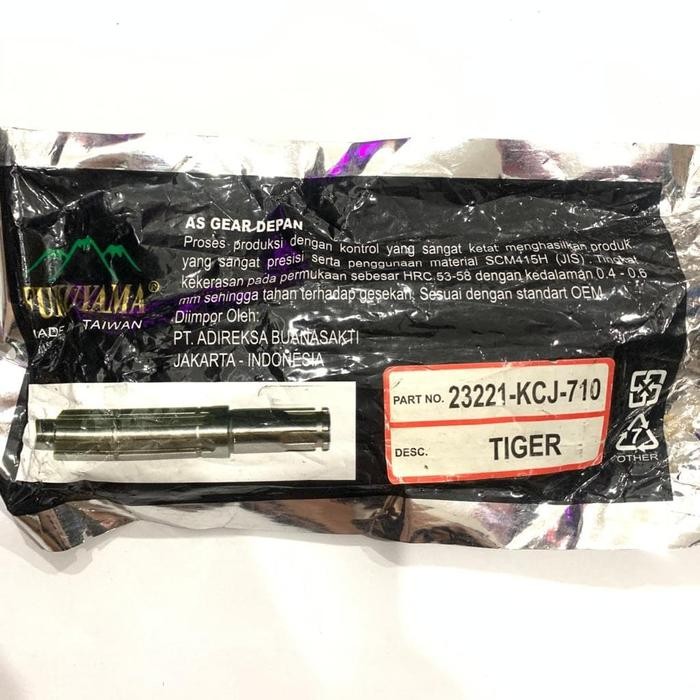 AS GEAR DEPAN
Proses produksi dengan kontrol yang sangat ketat menghasilkan produk
yang sangat presisi serta penggunaan material SCM415H (JIS). Tingkat
kekerasan pada permukaan sebesar HRC 53-58 dengan kedalaman 0.4 - 0.6
mm sehingga tahan terhadap gesekan. Sesuai dengan standart OEM.
Diimpor Oleh:
PT. ADIREKSA BUANASAKTI
JAKARTA - INDONESIA
FUKUYAMA®
MADE IN TAIWAN
PART NO. 23221-KCJ-710
DESC. TIGER
7
OTHER